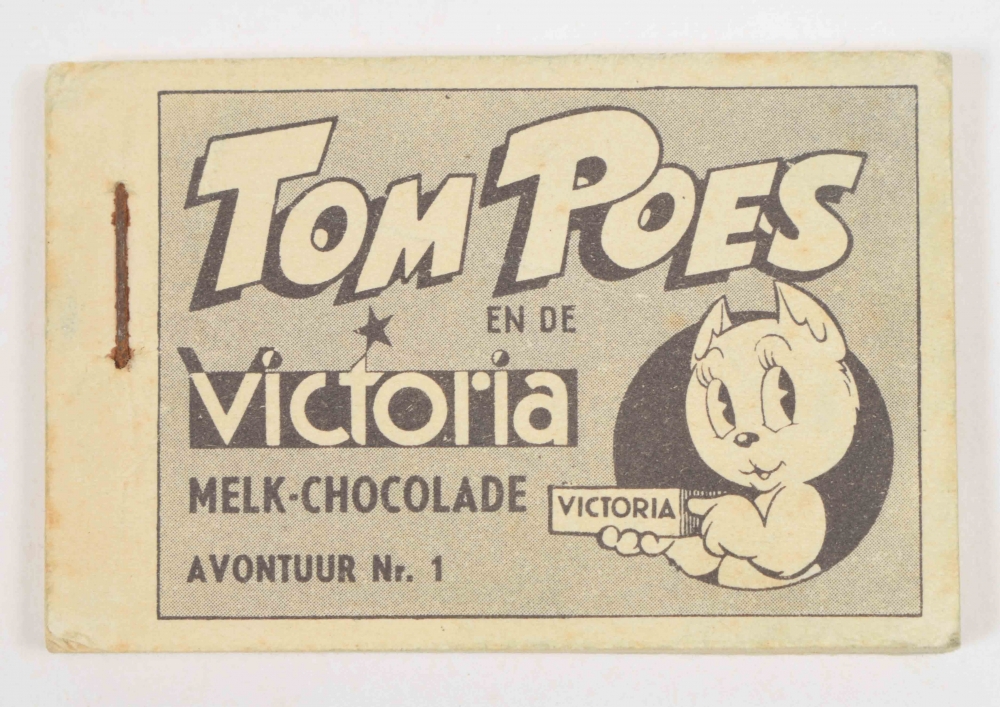 TOM POES
EN DE
Victoria
MELK-CHOCOLADE
VICTORIA
AVONTUUR Nr. 1